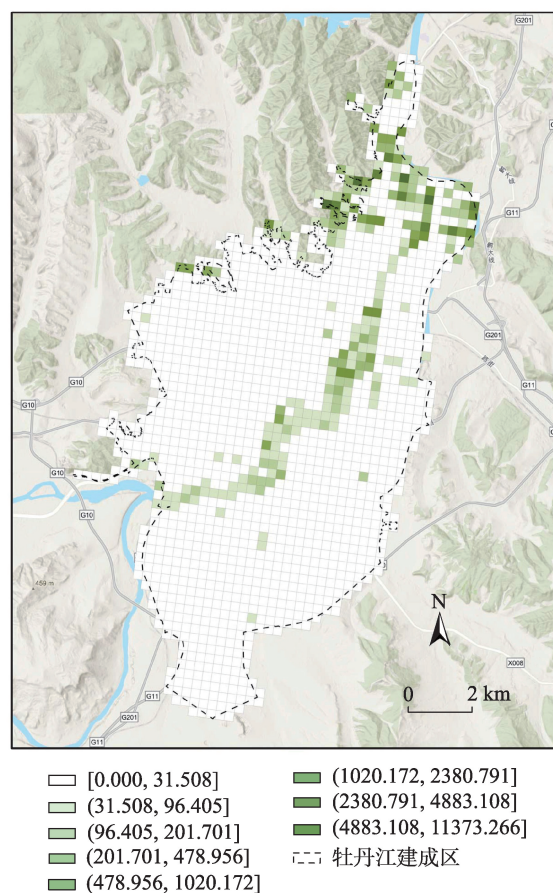 G201
G11
G201
G11
G10
G10
G10
G10
459 m
N
0 2 km
X008
G11
G201
G11
[0.000, 31.508]
(31.508, 96.405]
(96.405, 201.701]
(201.701, 478.956]
(478.956, 1020.172]
(1020.172, 2380.791]
(2380.791, 4883.108]
(4883.108, 11373.266]
牡丹江建成区